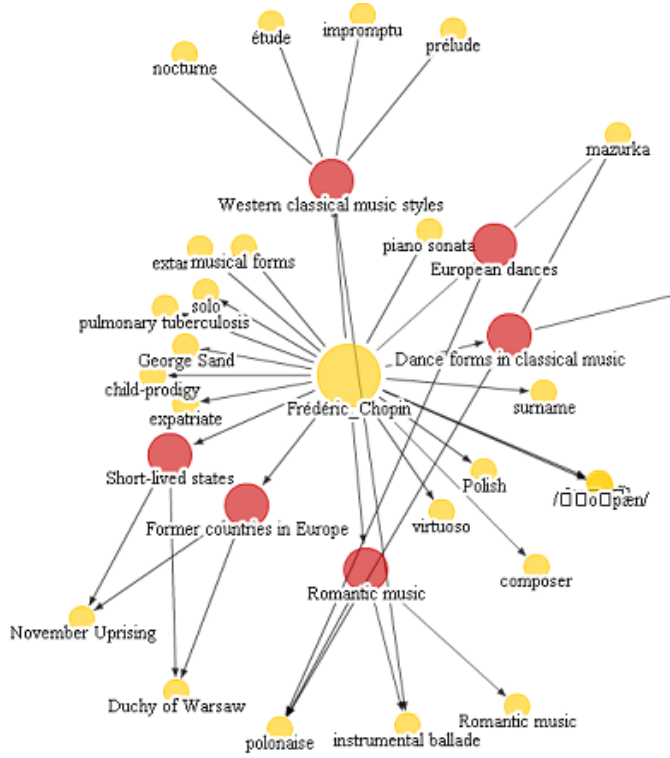 étude
impromptu
prélude
nocturne
mazurka
Western classical music styles
piano sonata
musical forms
European dances
solo
pulmonary tuberculosis
George Sand
Dance forms in classical music
child-prodigy
Frédéric_Chopin
surname
expatriate
Short-lived states
Polish
virtuoso
Former countries in Europe
composer
Romantic music
November Uprising
Duchy of Warsaw
Romantic music
polonaise
instrumental ballade